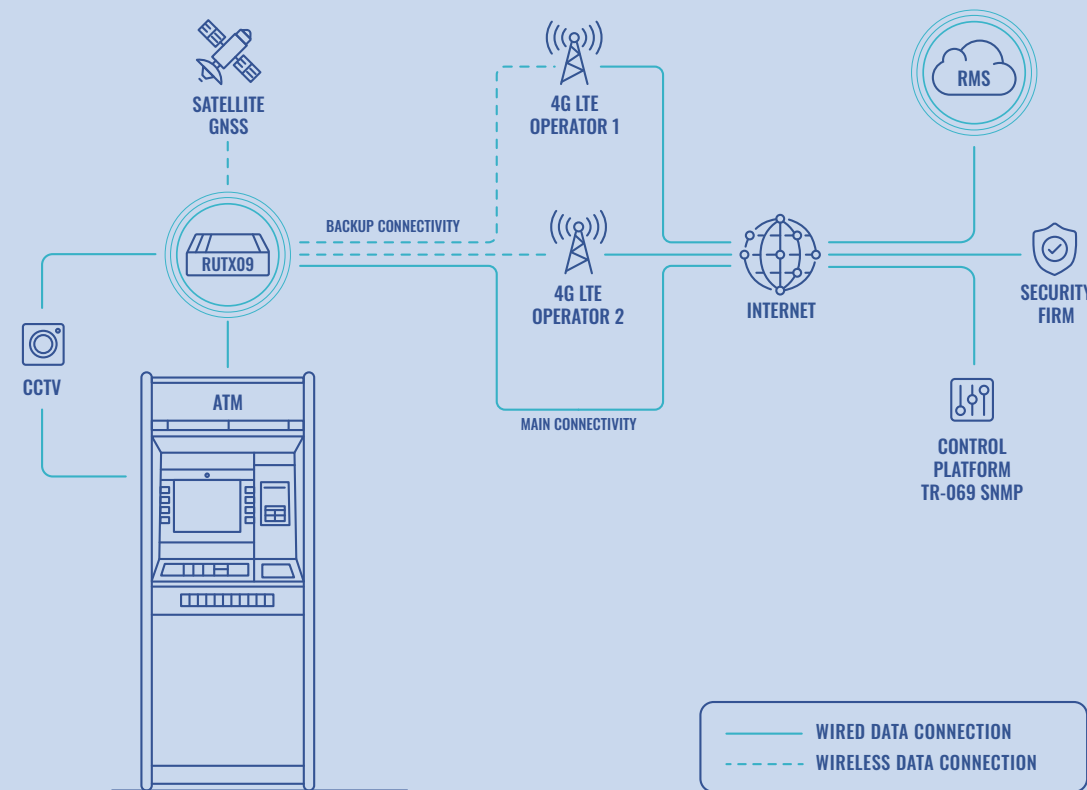 SATELLITE
GNSS
4G LTE
OPERATOR 1
RMS
BACKUP CONNECTIVITY
RUTX09
4G LTE
OPERATOR 2
INTERNET
SECURITY
FIRM
CCTV
ATM
MAIN CONNECTIVITY
CONTROL
PLATFORM
TR-069 SNMP
WIRED DATA CONNECTION
WIRELESS DATA CONNECTION